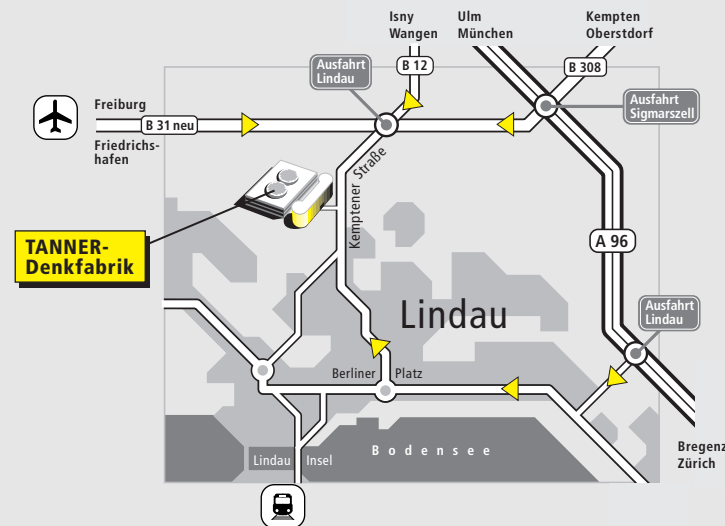 Isny
Wangen
Ulm
München
Kempten
Oberstdorf
Ausfahrt
Lindau
B 12
B 308
Ausfahrt
Sigmarszell
Freiburg
B 31 neu
Friedrichs-
hafen
Kemptener Straße
TANNER-
Denkfabrik
A 96
Lindau
Ausfahrt
Lindau
Berliner Platz
Bodensee
Lindau Insel
Bregenz
Zürich